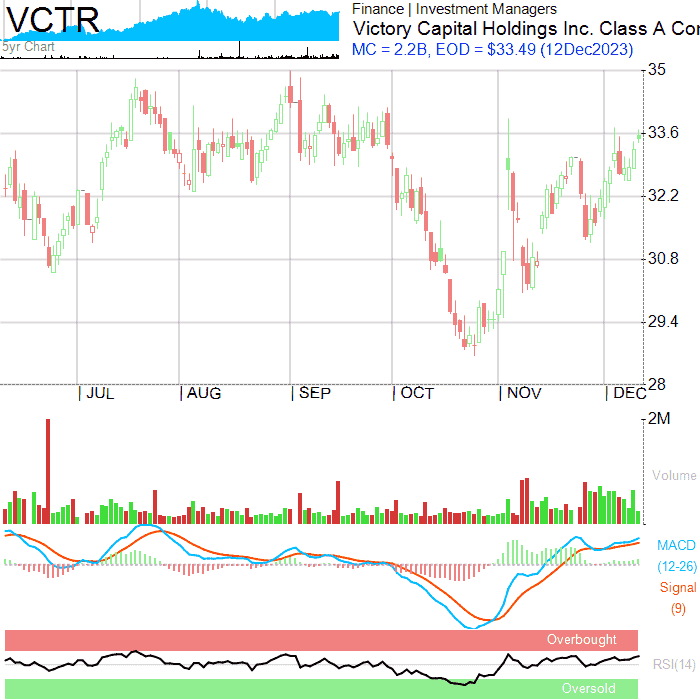 VCTR
5yr Chart
Finance | Investment Managers
Victory Capital Holdings Inc. Class A Cor
MC = 2.2B, EOD = $33.49 (12Dec2023)
35
33.6
32.2
30.8
29.4
28
JUL AUG SEP OCT NOV DEC
2M
Volume
MACD
(12-26)
Signal
(9)
Overbought
RSI(14)
Oversold